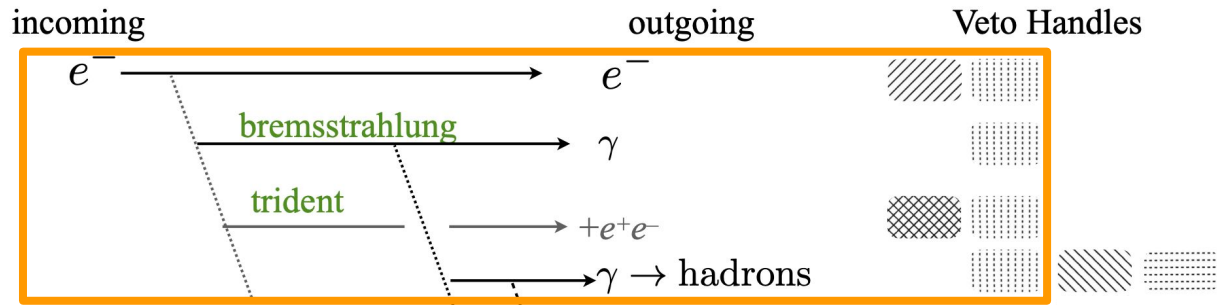 incoming outgoing Veto Handles
e⁻ e⁻
bremsstrahlung γ
trident +e⁺e⁻
γ → hadrons